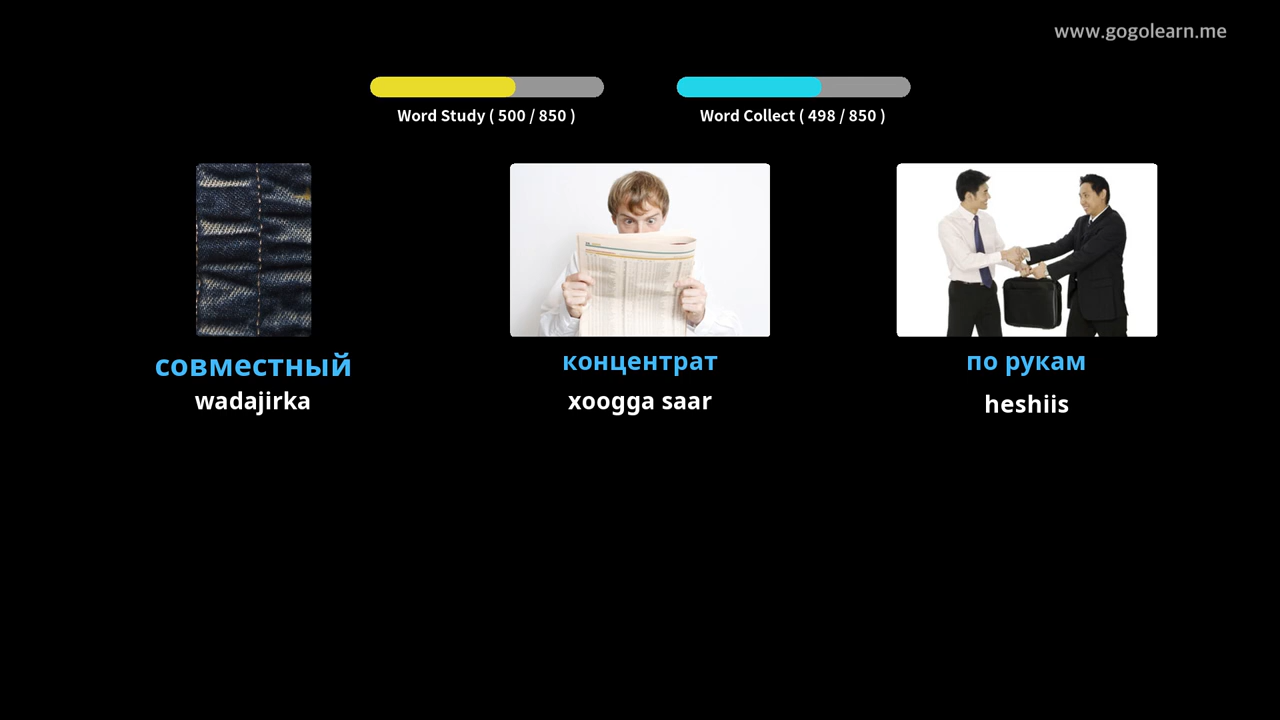 www.gogolearn.me
Word Study ( 500 / 850 )
Word Collect ( 498 / 850 )
совместный
wadajirka
концентрат
xoogga saar
по рукам
heshiis